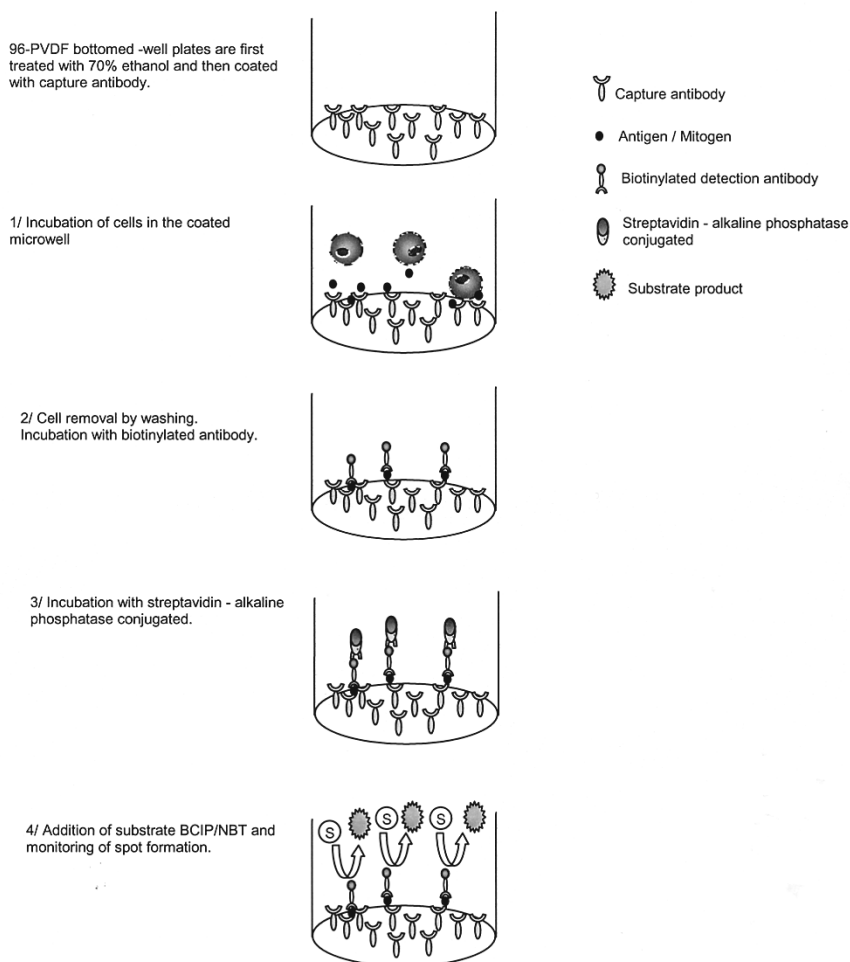 96-PVDF bottomed -well plates are first
treated with 70% ethanol and then coated
with capture antibody.
Capture antibody
Antigen / Mitogen
Biotinylated detection antibody
Streptavidin - alkaline phosphatase
conjugated
Substrate product
1/ Incubation of cells in the coated
microwell
2/ Cell removal by washing.
Incubation with biotinylated antibody.
3/ Incubation with streptavidin - alkaline
phosphatase conjugated.
4/ Addition of substrate BCIP/NBT and
monitoring of spot formation.
S
S
S